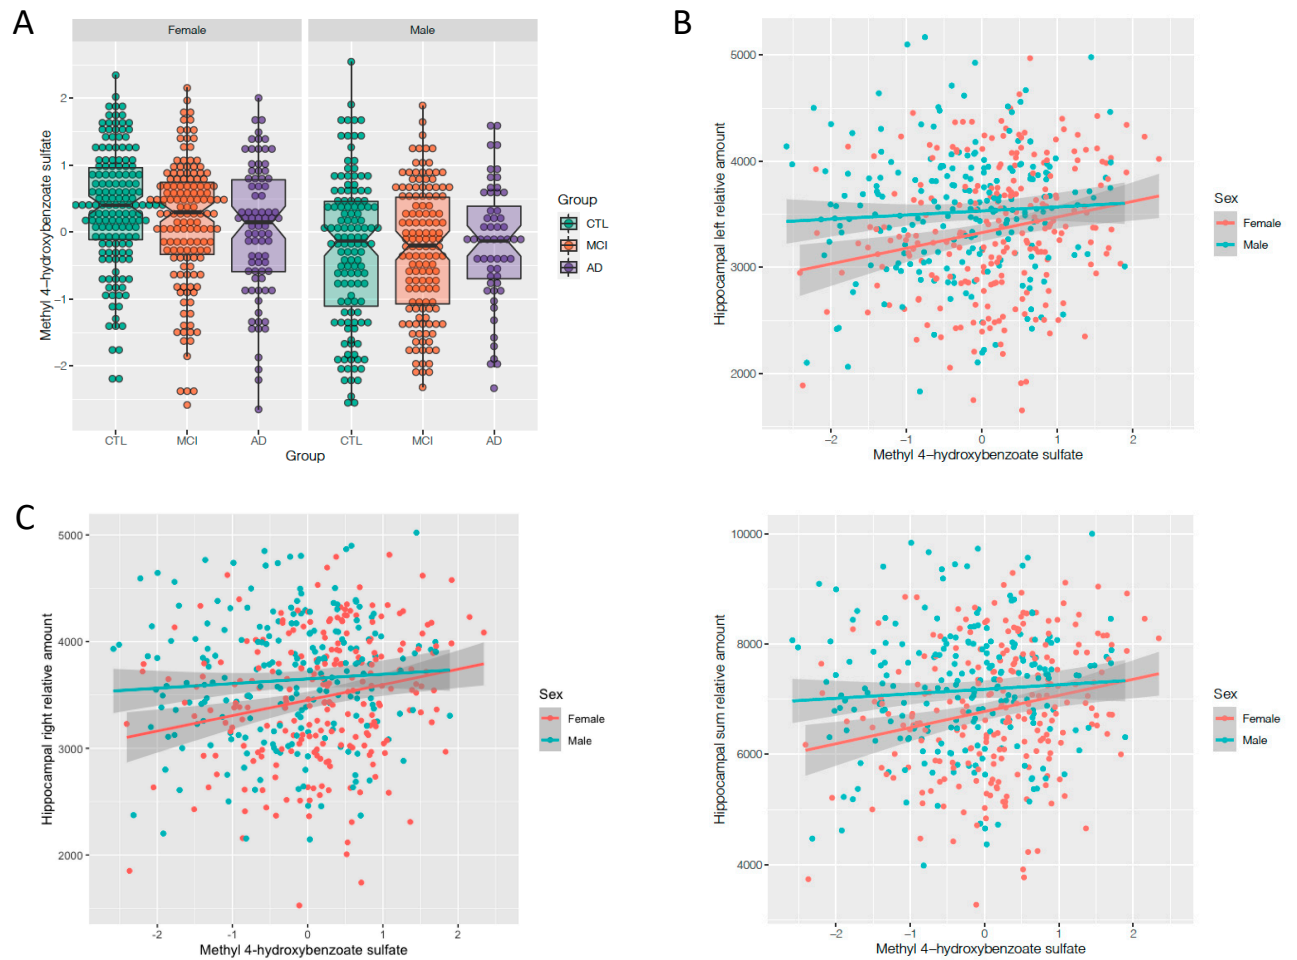 A
Female
Male
Methyl 4–hydroxybenzoate sulfate
2
1
0
−1
−2
CTL
MCI
AD
CTL
MCI
AD
Group
Group
CTL
MCI
AD
B
Hippocampal left relative amount
5000
4000
3000
2000
−2
−1
0
1
2
Methyl 4–hydroxybenzoate sulfate
Sex
Female
Male
C
Hippocampal right relative amount
5000
4000
3000
2000
-2
-1
0
1
2
Methyl 4-hydroxybenzoate sulfate
Sex
Female
Male
Hippocampal sum relative amount
10000
8000
6000
4000
−2
−1
0
1
2
Methyl 4–hydroxybenzoate sulfate
Sex
Female
Male